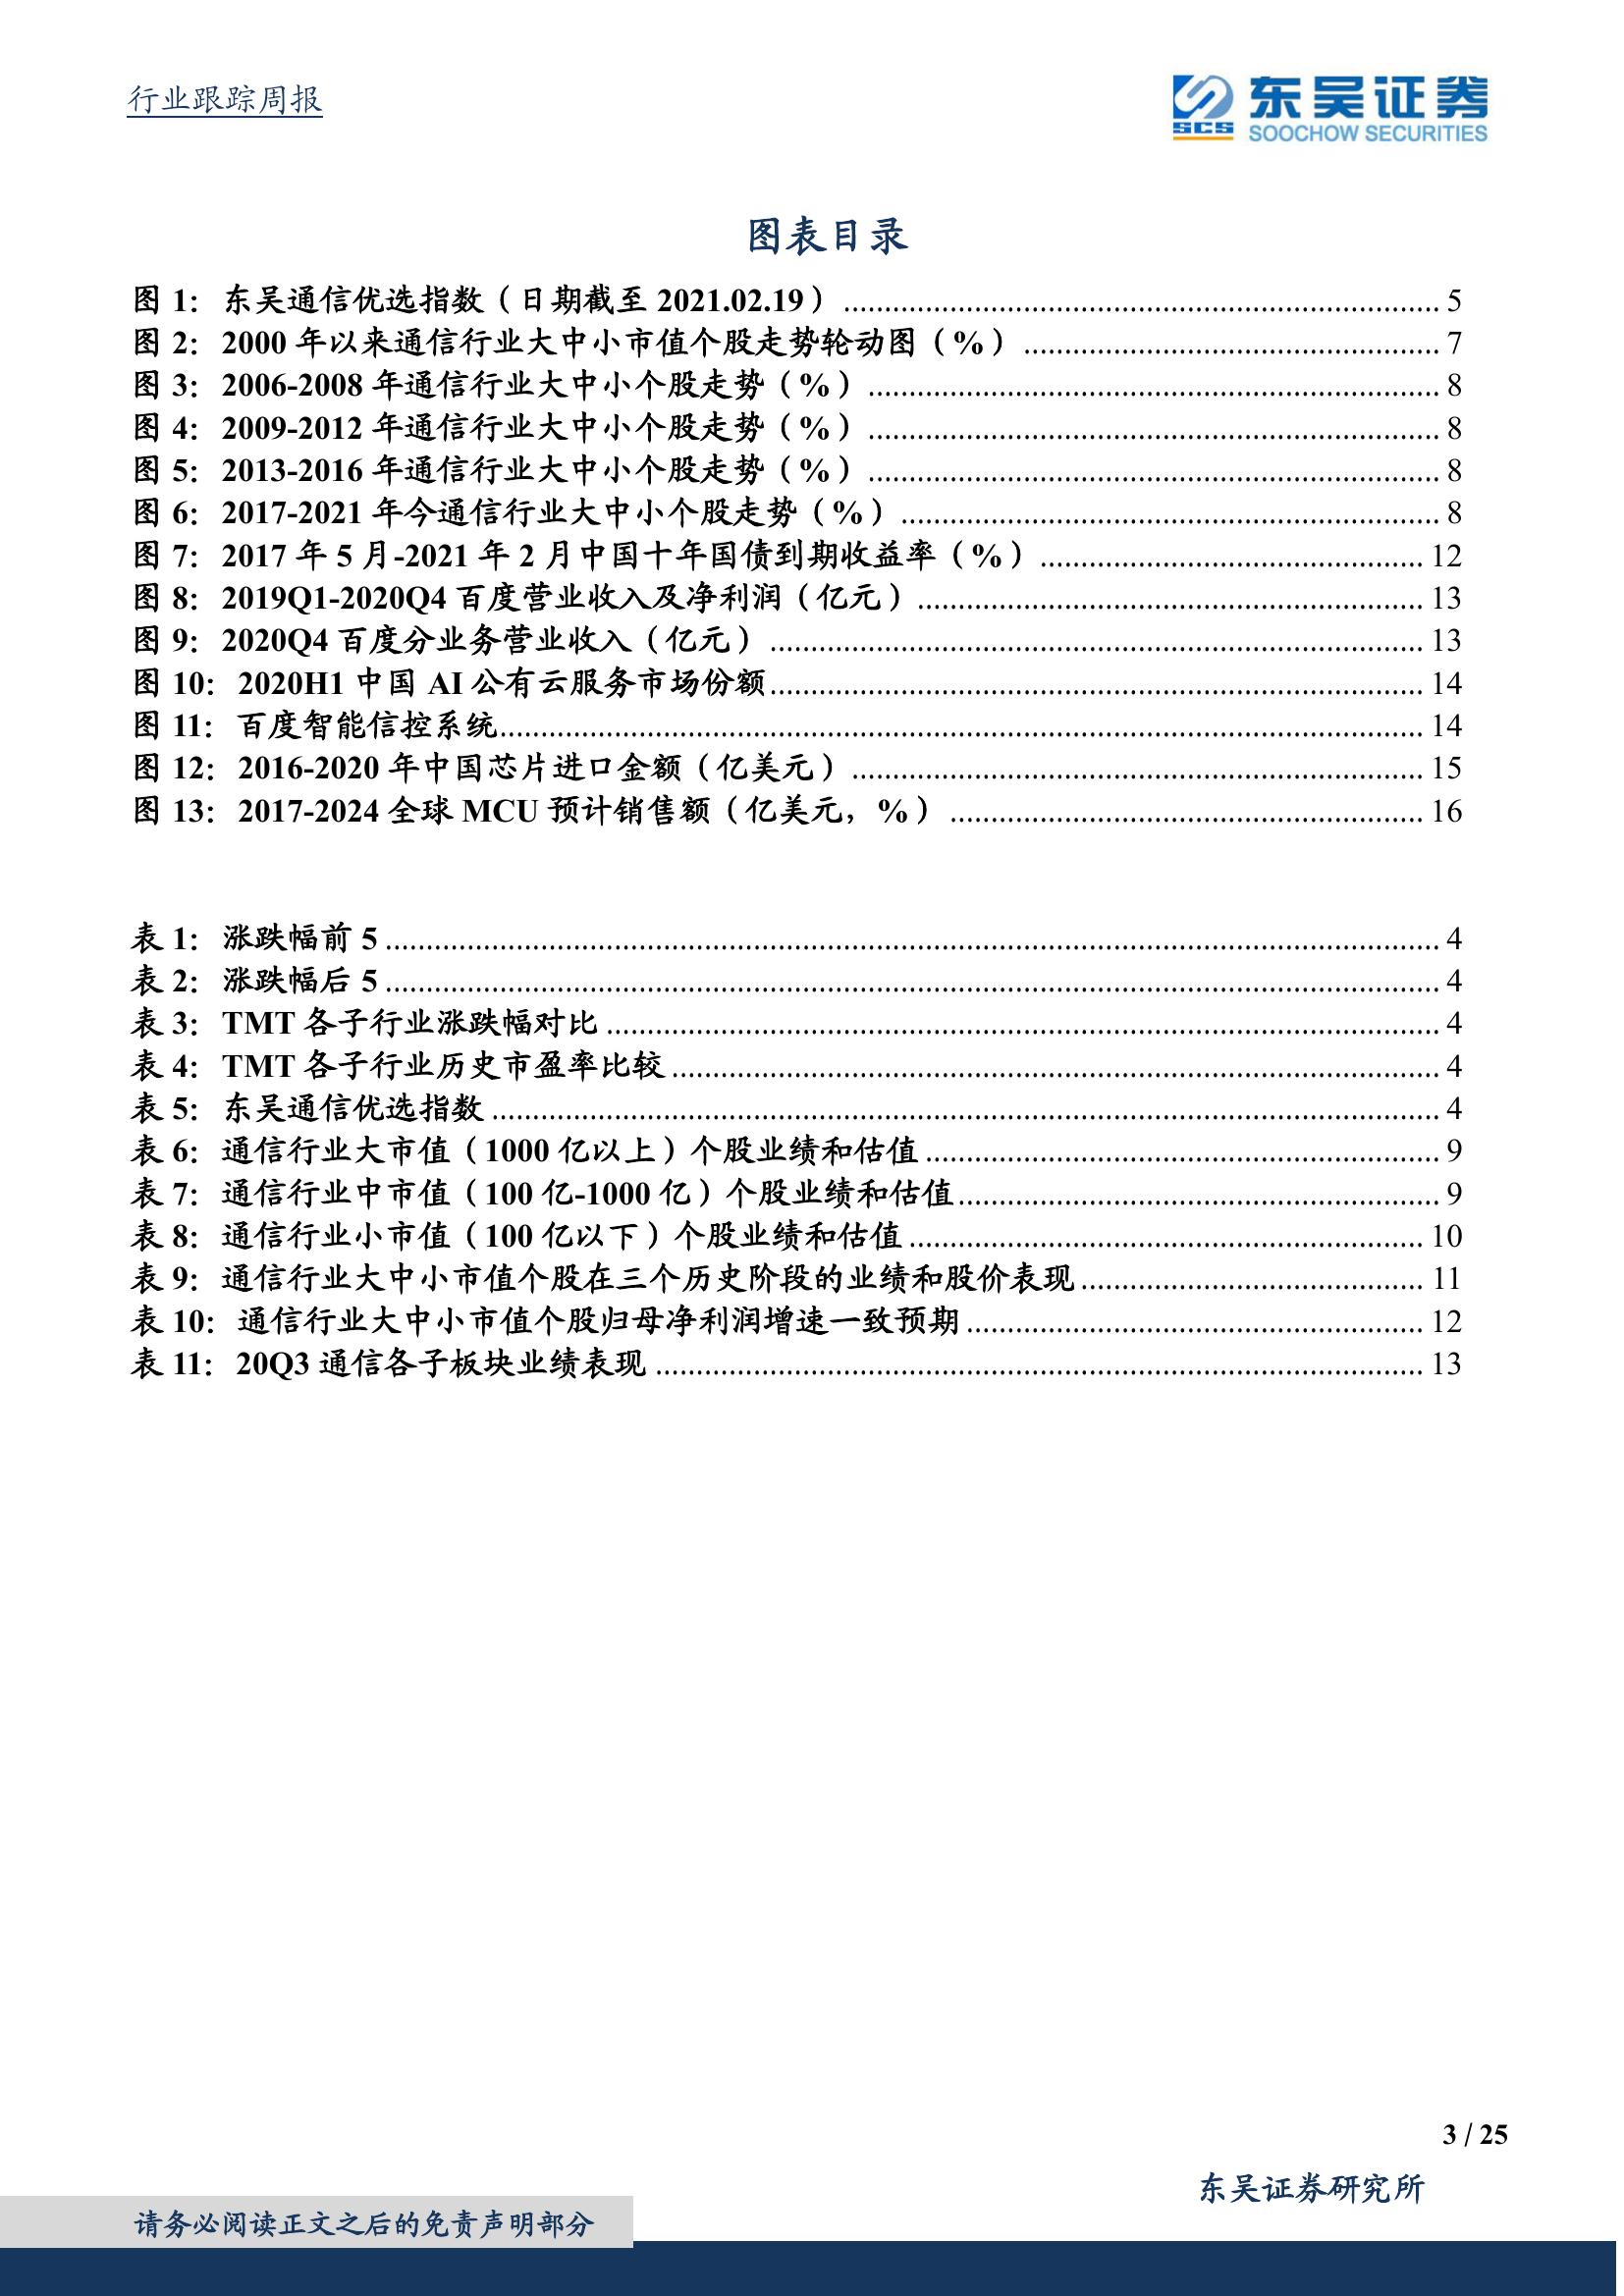 行业跟踪周报
东吴证券
SCS
SOOCHOW SECURITIES
图表目录
图 1： 东吴通信优选指数（日期截至 2021.02.19） ........ 5
图 2： 2000 年以来通信行业大中小市值个股走势轮动图（%） ........ 7
图 3： 2006-2008 年通信行业大中小个股走势（%） ........ 8
图 4： 2009-2012 年通信行业大中小个股走势（%） ........ 8
图 5： 2013-2016 年通信行业大中小个股走势（%） ........ 8
图 6： 2017-2021 年今通信行业大中小个股走势（%） ........ 8
图 7： 2017 年 5 月-2021 年 2 月中国十年国债到期收益率（%） ........ 12
图 8： 2019Q1-2020Q4 百度营业收入及净利润（亿元） ........ 13
图 9： 2020Q4 百度分业务营业收入（亿元） ........ 13
图 10： 2020H1 中国 AI 公有云服务市场份额 ........ 14
图 11： 百度智能信控系统 ........ 14
图 12： 2016-2020 年中国芯片进口金额（亿美元） ........ 15
图 13： 2017-2024 全球 MCU 预计销售额（亿美元，%） ........ 16
表 1： 涨跌幅前 5 ........ 4
表 2： 涨跌幅后 5 ........ 4
表 3： TMT 各子行业涨跌幅对比 ........ 4
表 4： TMT 各子行业历史市盈率比较 ........ 4
表 5： 东吴通信优选指数 ........ 4
表 6： 通信行业大市值（1000 亿以上）个股业绩和估值 ........ 9
表 7： 通信行业中市值（100 亿-1000 亿）个股业绩和估值 ........ 9
表 8： 通信行业小市值（100 亿以下）个股业绩和估值 ........ 10
表 9： 通信行业大中小市值个股在三个历史阶段的业绩和股价表现 ........ 11
表 10： 通信行业大中小市值个股归母净利润增速一致预期 ........ 12
表 11： 20Q3 通信各子板块业绩表现 ........ 13
3 / 25
东吴证券研究所
请务必阅读正文之后的免责声明部分